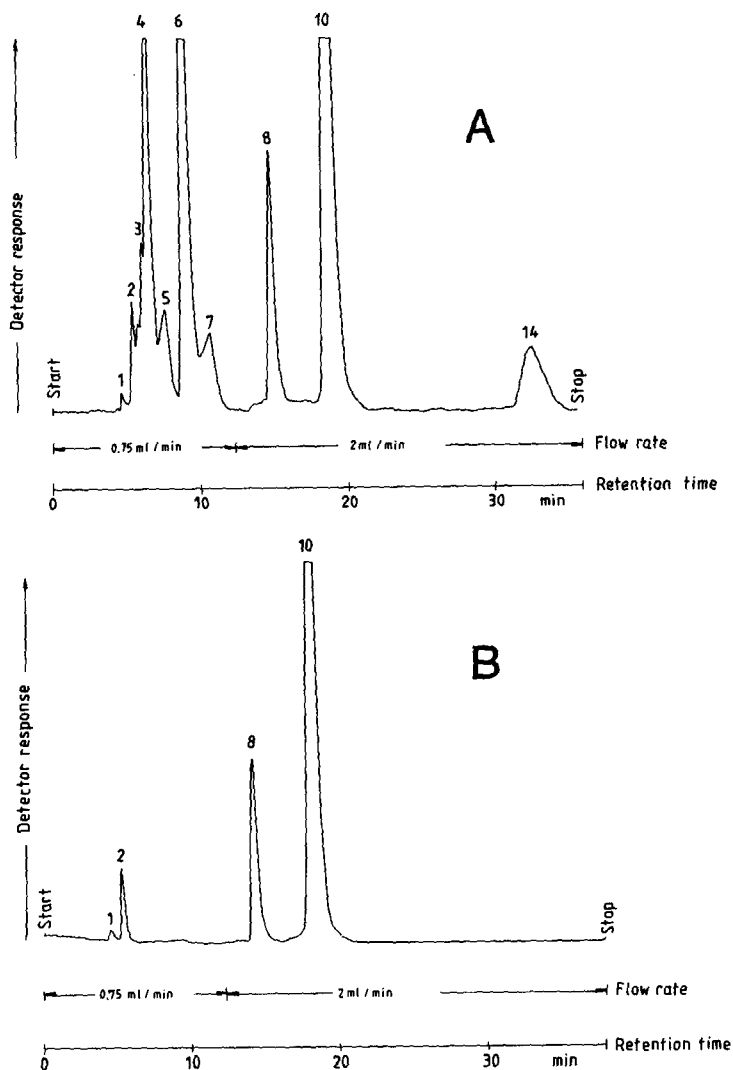 4 6 10
A
8
3
2
5
7
14
1
Detector response
Start
Stop
0.75 ml / min 2 ml / min Flow rate
0 10 20 30 min Retention time
10
B
8
2
1
Detector response
Start
Stop
0,75 ml / min 2 ml / min Flow rate
0 10 20 30 min Retention time